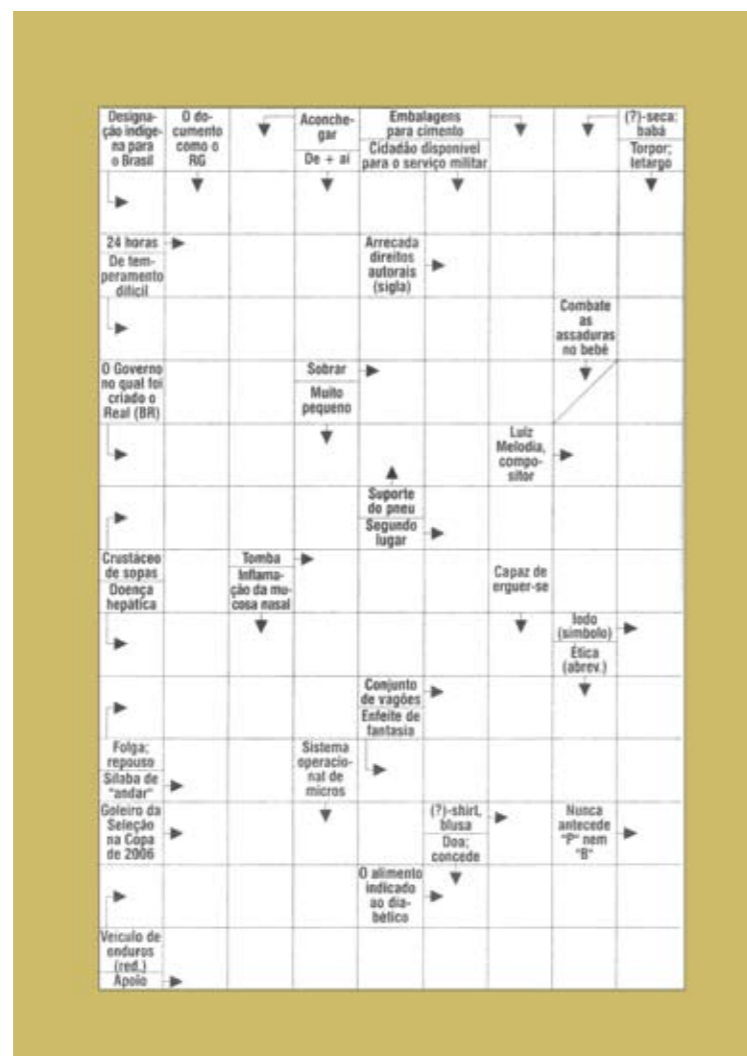 Designa-
ção indíge-
na para
o Brasil
O do-
cumento
como o
RG
Aconche-
gar
De + aí
Embalagens
para cimento
Cidadão disponível
para o serviço militar
(?)-seca:
babá
Torpor;
letargo
24 horas
De tem-
peramento
difícil
Arrecada
direitos
autorais
(sigla)
Combate
as
assaduras
no bebê
O Governo
no qual foi
criado o
Real (BR)
Sobrar
Muito
pequeno
Luiz
Melodia,
compo-
sitor
Suporte
do pneu
Segundo
lugar
Crustáceo
de sopas
Doença
hepática
Tomba
Inflama-
ção da mu-
cosa nasal
Capaz de
erguer-se
Iodo
(símbolo)
Ética
(abrev.)
Conjunto
de vagões
Enfeite de
fantasia
Folga;
repouso
Sílaba de
"andar"
Sistema
operacio-
nal de
micros
Goleiro da
Seleção
na Copa
de 2006
(?)-shirt,
blusa
Doa;
concede
Nunca
antecede
"P" nem
"B"
O alimento
indicado
ao dia-
bético
Veículo de
enduros
(red.)
Apoio